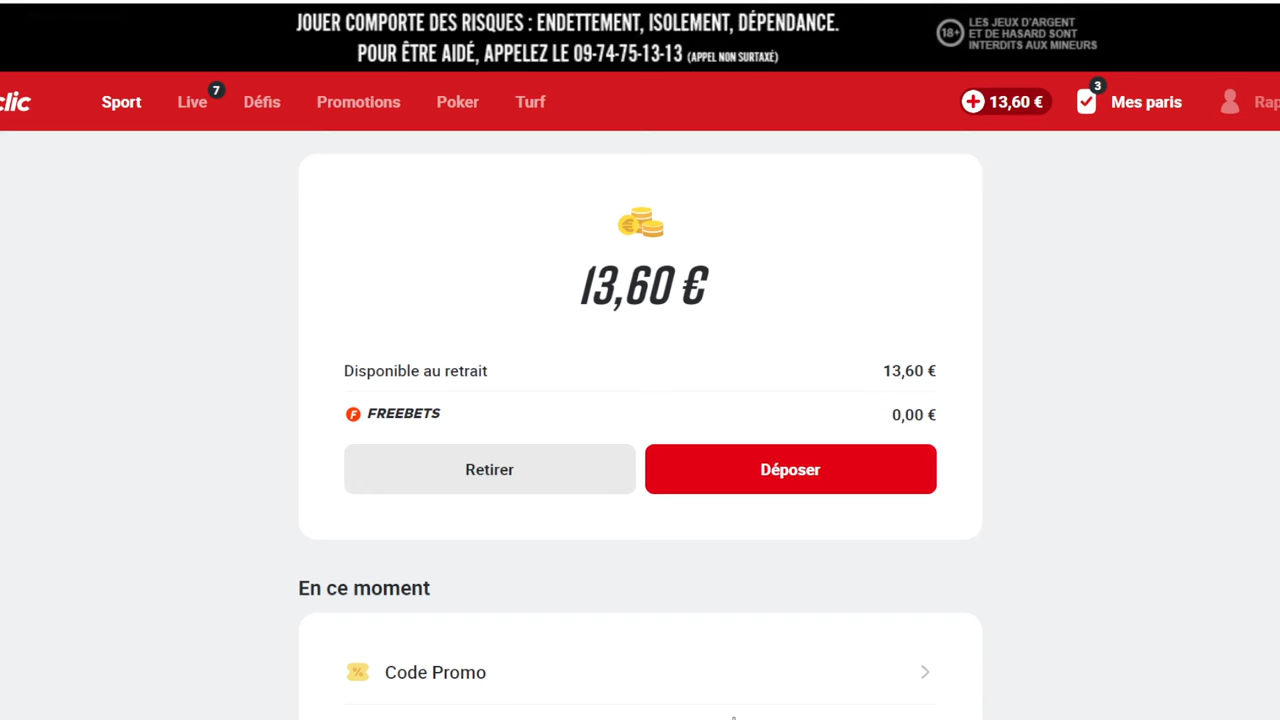 JOUER COMPORTE DES RISQUES : ENDETTEMENT, ISOLEMENT, DÉPENDANCE.
POUR ÊTRE AIDÉ, APPELEZ LE 09-74-75-13-13 (APPEL NON SURTAXÉ)
18+ LES JEUX D'ARGENT
ET DE HASARD SONT
INTERDITS AUX MINEURS
clic Sport Live 7 Défis Promotions Poker Turf 13,60 € 3 Mes paris Rap
13,60 €
Disponible au retrait 13,60 €
F FREEBETS 0,00 €
Retirer Déposer
En ce moment
% Code Promo